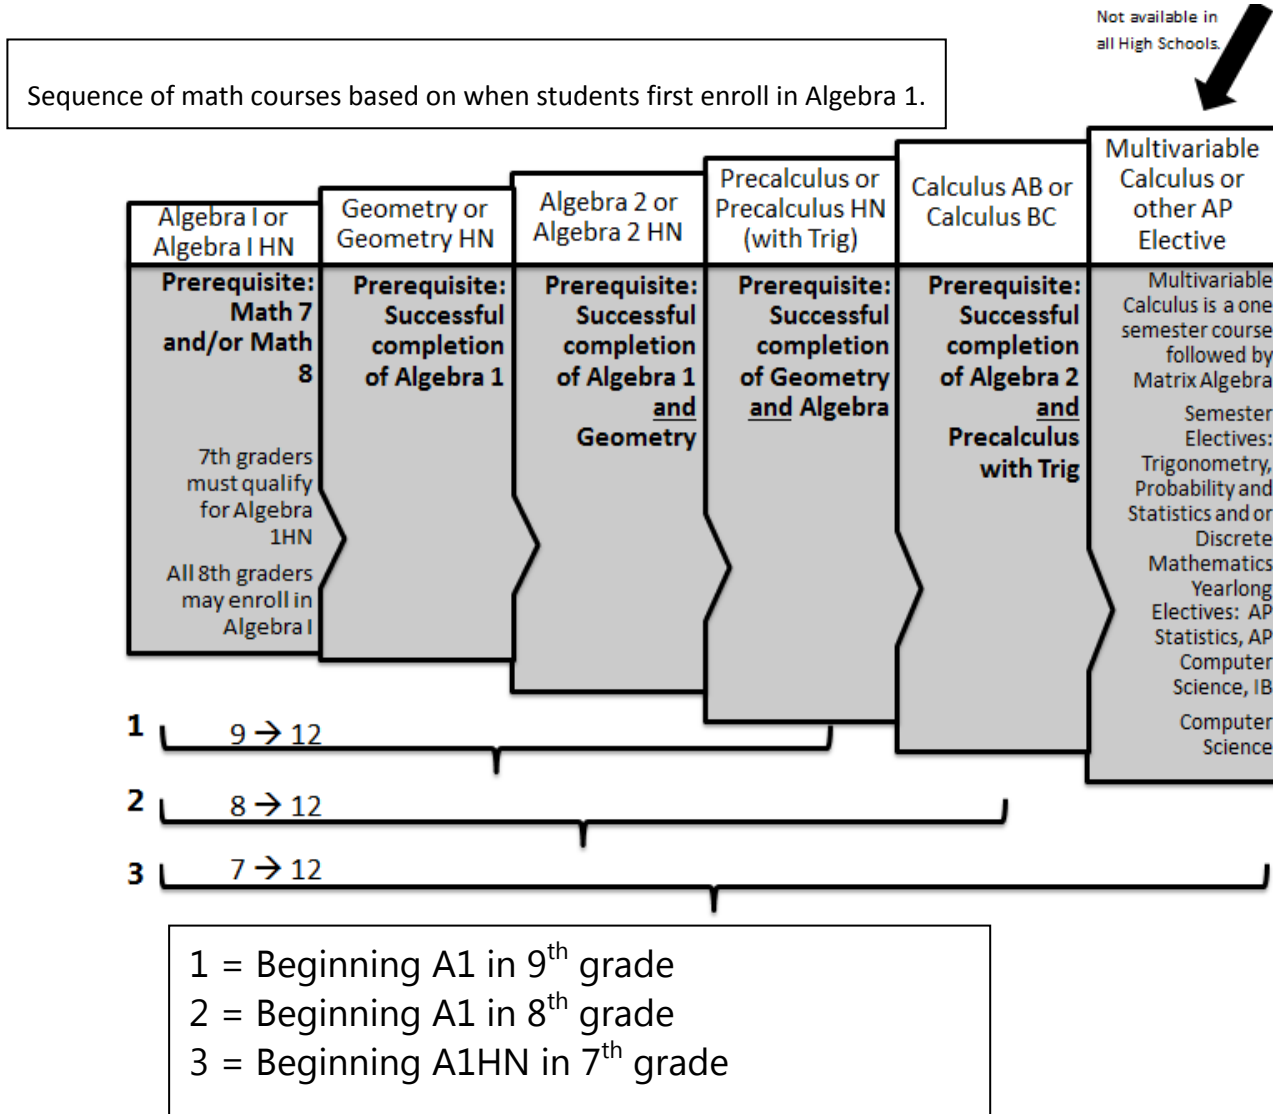 Not available in
all High Schools.
Sequence of math courses based on when students first enroll in Algebra 1.
Algebra I or
Algebra I HN
Prerequisite:
Math 7
and/or Math
8
7th graders
must qualify
for Algebra
1HN
All 8th graders
may enroll in
Algebra I
Geometry or
Geometry HN
Prerequisite:
Successful
completion
of Algebra 1
Algebra 2 or
Algebra 2 HN
Prerequisite:
Successful
completion
of Algebra 1
and
Geometry
Precalculus or
Precalculus HN
(with Trig)
Prerequisite:
Successful
completion
of Geometry
and Algebra
Calculus AB or
Calculus BC
Prerequisite:
Successful
completion
of Algebra 2
and
Precalculus
with Trig
Multivariable
Calculus or
other AP
Elective
Multivariable
Calculus is a one
semester course
followed by
Matrix Algebra
Semester
Electives:
Trigonometry,
Probability and
Statistics and or
Discrete
Mathematics
Yearlong
Electives: AP
Statistics, AP
Computer
Science, IB
Computer
Science
1 9 → 12
2 8 → 12
3 7 → 12
1 = Beginning A1 in 9th grade
2 = Beginning A1 in 8th grade
3 = Beginning A1HN in 7th grade